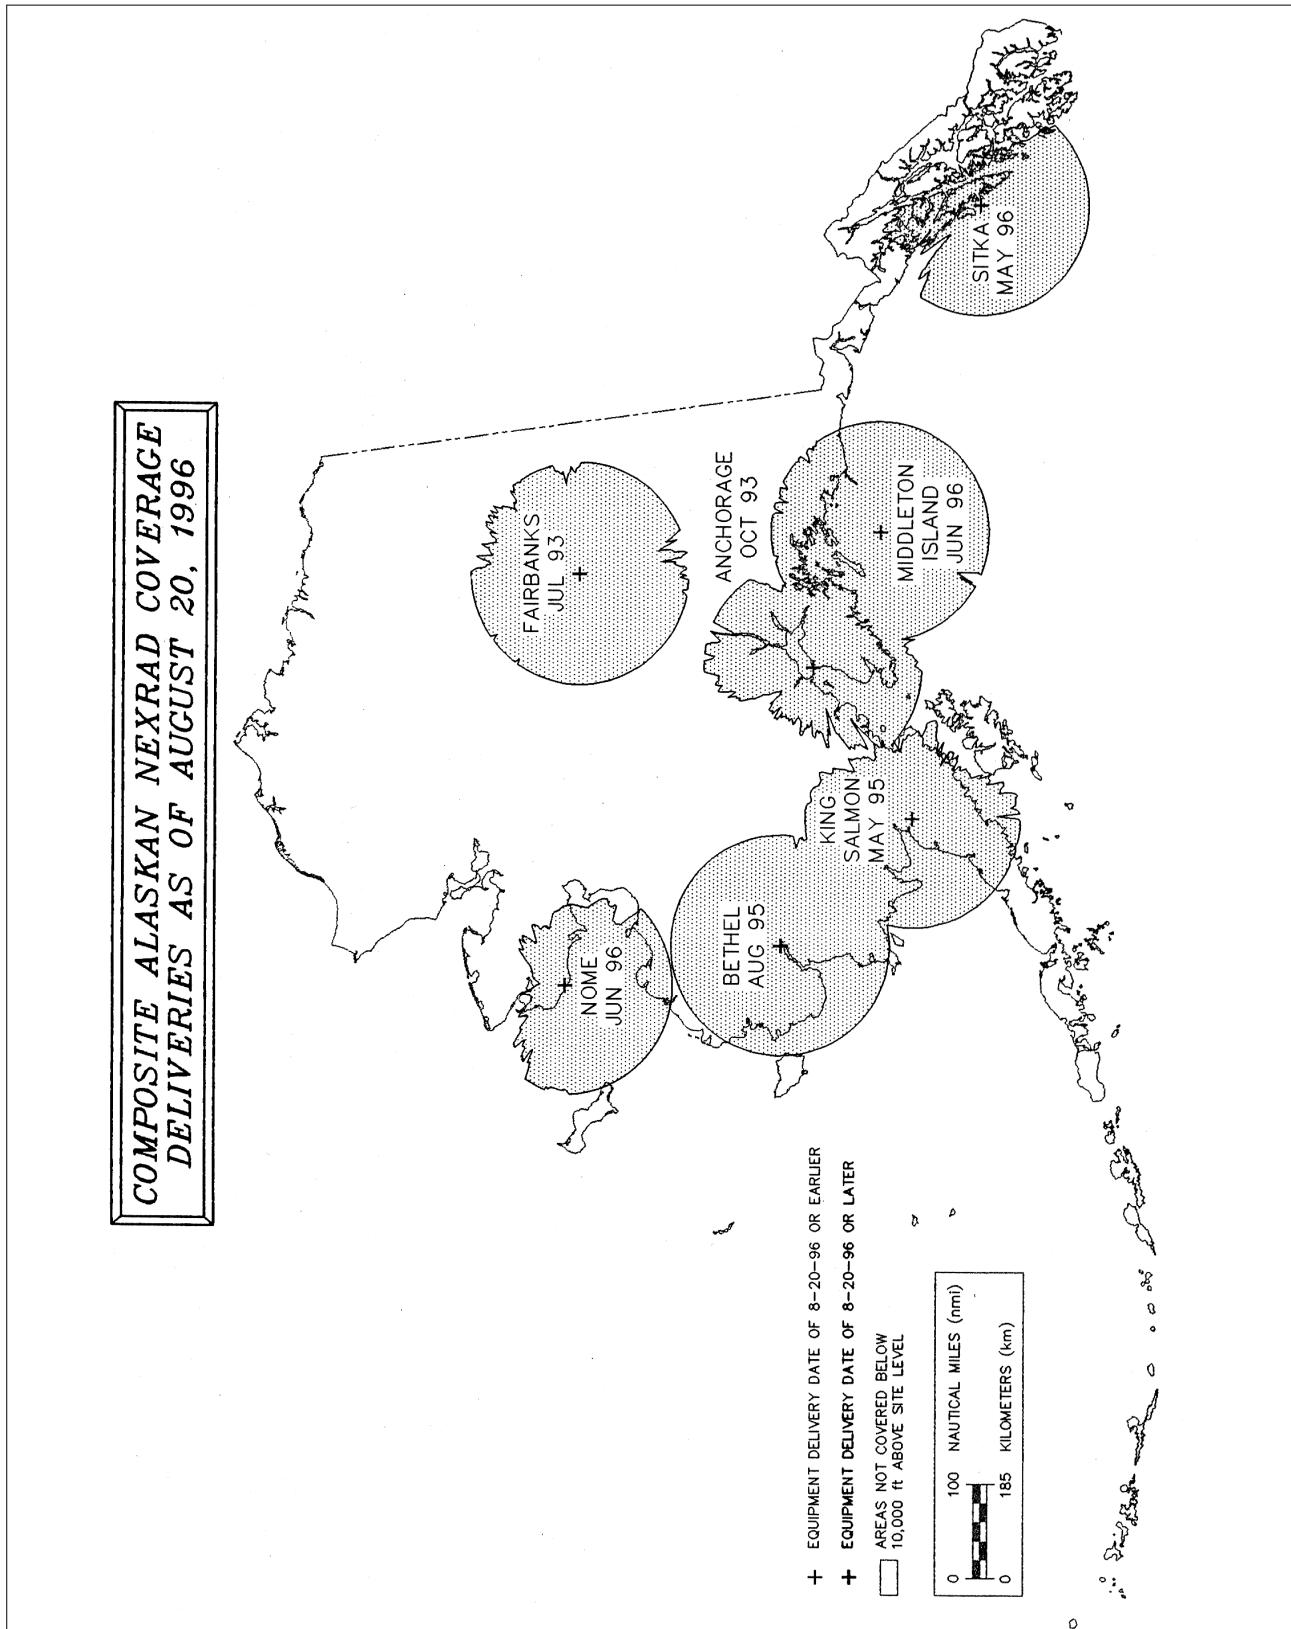 COMPOSITE ALASKAN NEXRAD COVERAGE
DELIVERIES AS OF AUGUST 20, 1996
FAIRBANKS
JUL 93
NOME
JUN 96
ANCHORAGE
OCT 93
BETHEL
AUG 95
KING
SALMON
MAY 95
MIDDLETON
ISLAND
JUN 96
SITKA
MAY 96
+ EQUIPMENT DELIVERY DATE OF 8-20-96 OR EARLIER
+ EQUIPMENT DELIVERY DATE OF 8-20-96 OR LATER
AREAS NOT COVERED BELOW
10,000 ft ABOVE SITE LEVEL
0 100 NAUTICAL MILES (nmi)
0 185 KILOMETERS (km)